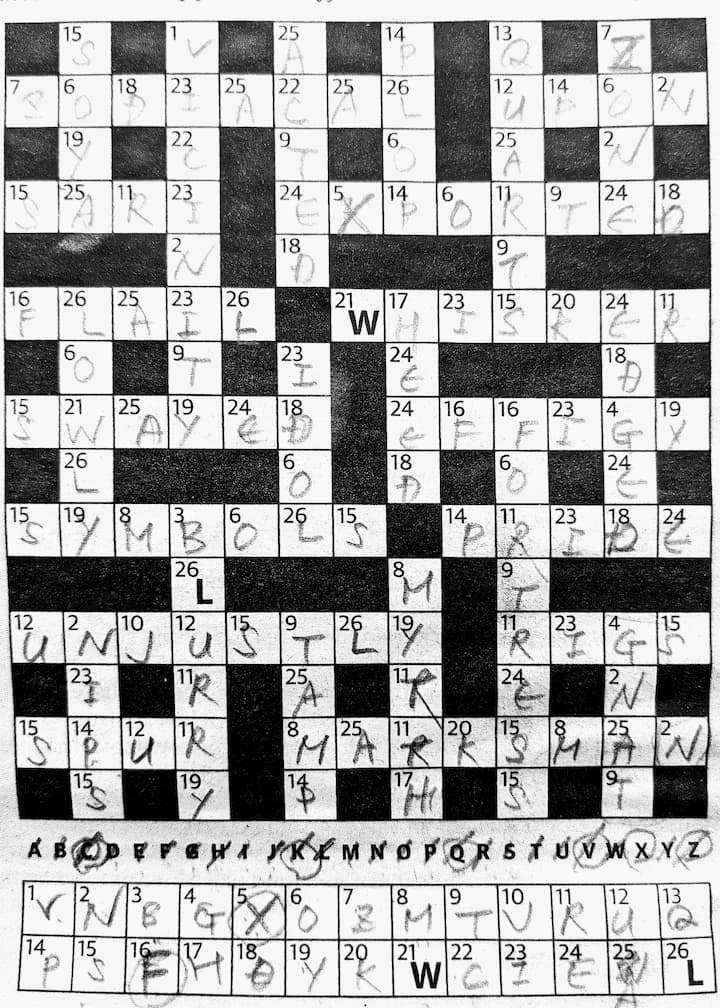 15 1 25 14 13 7
S V A P Q Z
7 6 18 23 25 22 25 26 12 14 6 2
Z O D I A C A L U P O N
19 22 9 6 25 2
Y C T O A N
15 25 11 23 24 5 14 6 11 9 24 18
S A R I E X P O R T E D
2 18 9
N D T
16 26 25 23 26 21 17 23 15 20 24 11
F L A I L W H I S K E R
6 9 23 24 18
O T I E D
15 21 25 19 24 18 24 16 16 23 4 19
S W A Y E D E F F I G Y
26 6 18 6 24
L O D O E
15 19 8 3 6 26 15 14 11 23 18 24
S Y M B O L S P R I D E
26 8 9
L M T
12 2 10 12 15 9 26 19 11 23 4 15
U N J U S T L Y R I G S
23 11 25 11 24 2
I R A R E N
15 14 12 11 8 25 11 20 15 8 25 2
S P U R M A R K S M A N
15 19 14 17 15 9
S Y P H S T
A B C D E F G H I J K L M N O P Q R S T U V W X Y Z
1 2 3 4 5 6 7 8 9 10 11 12 13
V N B G X O Z M T J R U Q
14 15 16 17 18 19 20 21 22 23 24 25 26
P S F H D Y K W C I E L